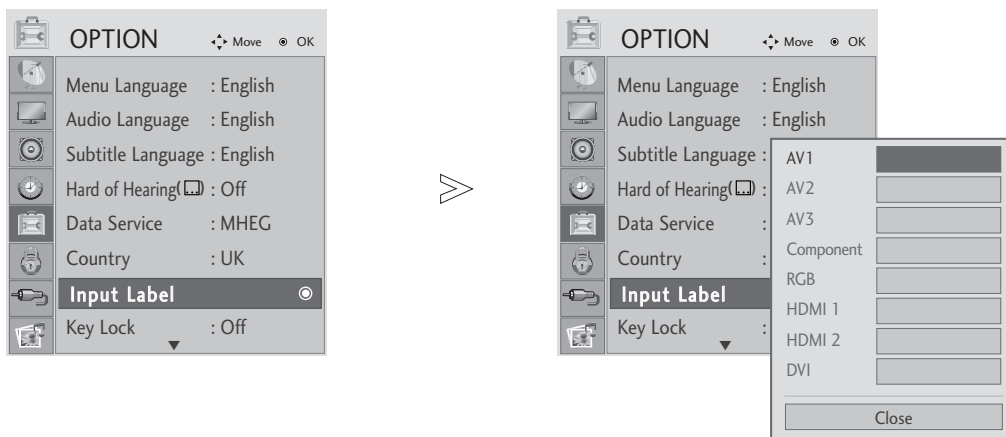 OPTION Move OK
Menu Language : English
Audio Language : English
Subtitle Language : English
Hard of Hearing( ) : Off
Data Service : MHEG
Country : UK
Input Label
Key Lock : Off
OPTION Move OK
Menu Language : English
Audio Language : English
Subtitle Language :
Hard of Hearing( ) :
Data Service :
Country :
Input Label
Key Lock :
AV1
AV2
AV3
Component
RGB
HDMI 1
HDMI 2
DVI
Close